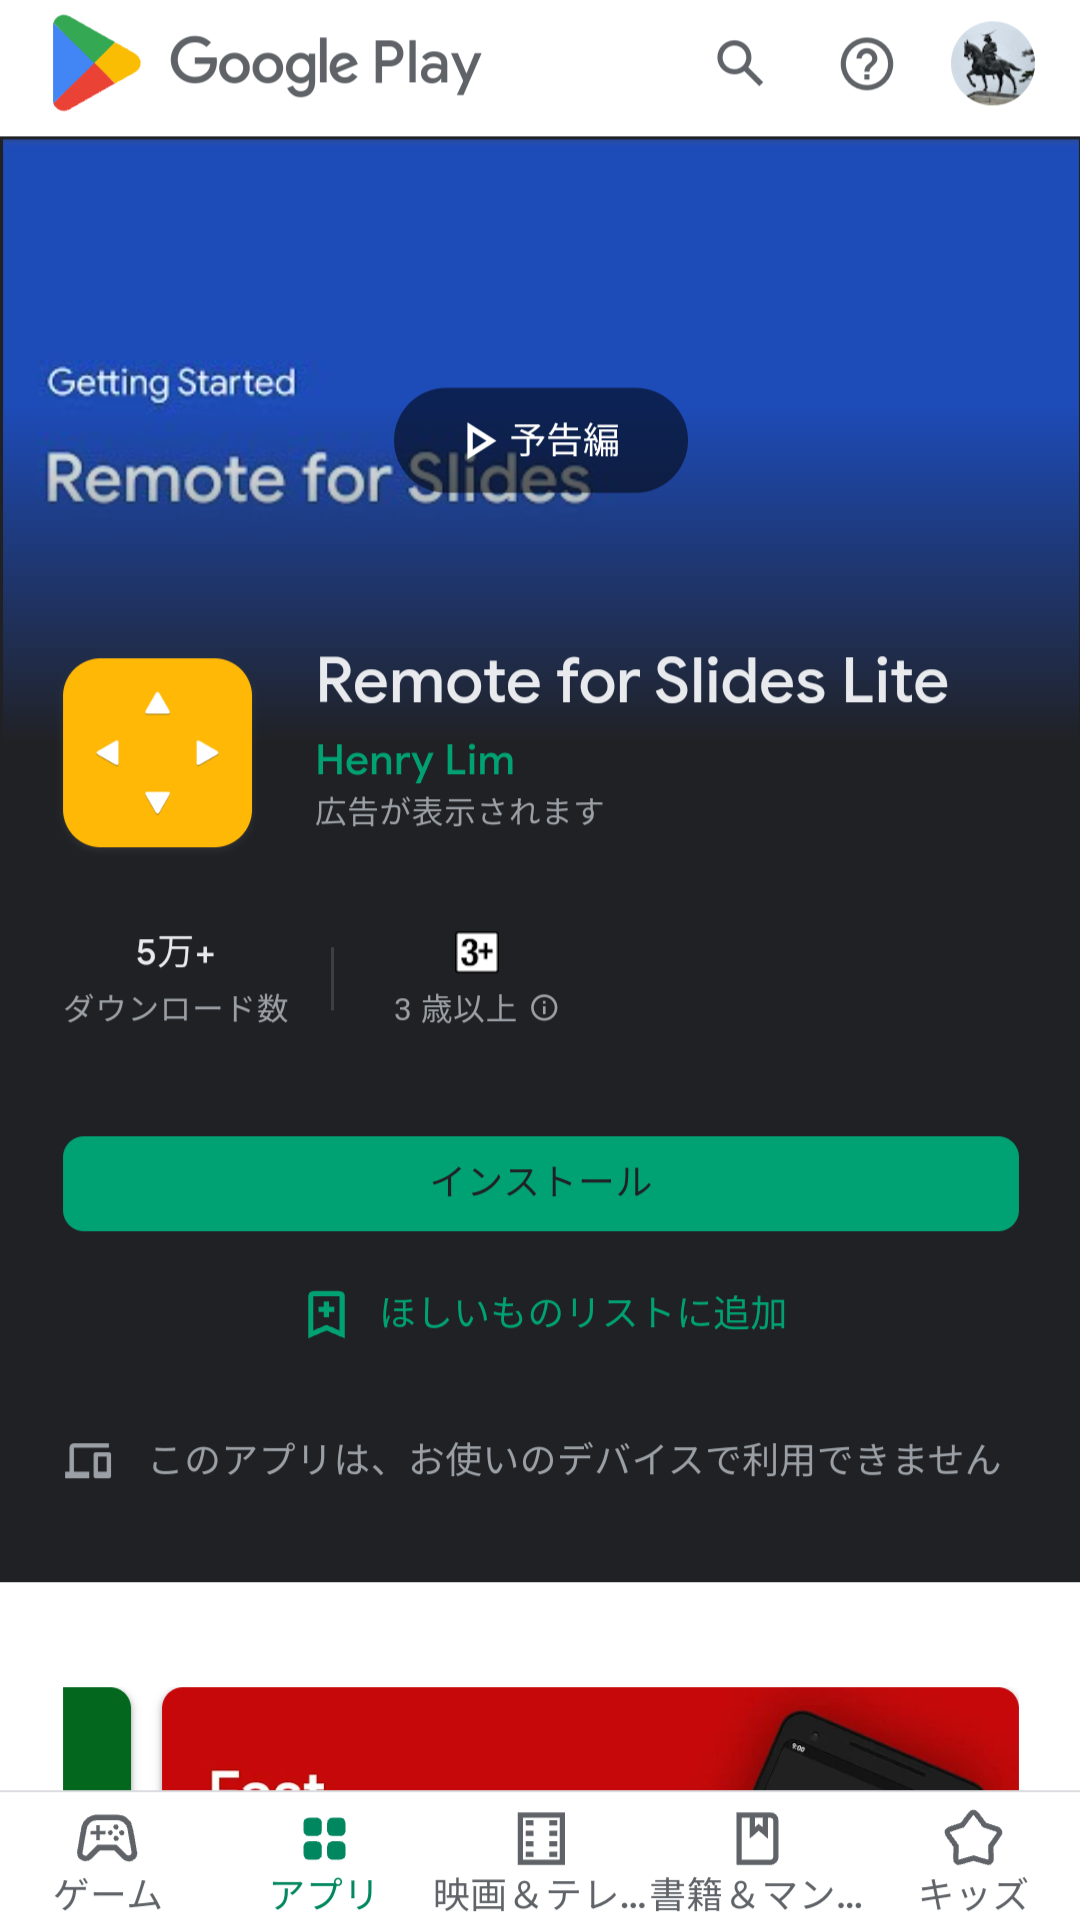 Google Play
Getting Started
予告編
Remote for Slides
Remote for Slides Lite
Henry Lim
広告が表示されます
5万+
3+
ダウンロード数
3 歳以上
インストール
ほしいものリストに追加
このアプリは、お使いのデバイスで利用できません
9:00
Fast
ゲーム
アプリ
映画＆テレ...
書籍＆マン...
キッズ